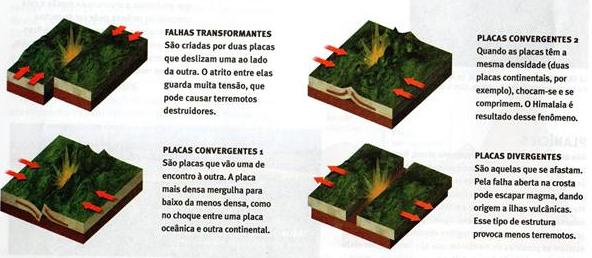 FALHAS TRANSFORMANTES
São criadas por duas placas
que deslizam uma ao lado
da outra. O atrito entre elas
guarda muita tensão, que
pode causar terremotos
destruidores.
PLACAS CONVERGENTES 2
Quando as placas têm a
mesma densidade (duas
placas continentais, por
exemplo), chocam-se e se
comprimem. O Himalaia é
resultado desse fenômeno.
PLACAS CONVERGENTES 1
São placas que vão uma de
encontro à outra. A placa
mais densa mergulha para
baixo da menos densa, como
no choque entre uma placa
oceânica e outra continental.
PLACAS DIVERGENTES
São aquelas que se afastam.
Pela falha aberta na crosta
pode escapar magma, dando
origem a ilhas vulcânicas.
Esse tipo de estrutura
provoca menos terremotos.